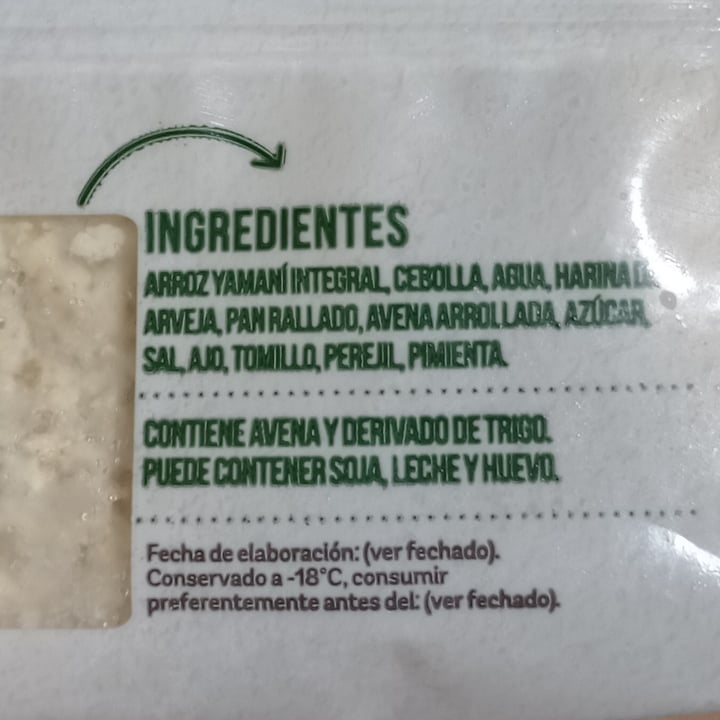 INGREDIENTES
ARROZ YAMANÍ INTEGRAL, CEBOLLA, AGUA, HARINA DE
ARVEJA, PAN RALLADO, AVENA ARROLLADA, AZÚCAR,
SAL, AJO, TOMILLO, PEREJIL, PIMIENTA.
CONTIENE AVENA Y DERIVADO DE TRIGO.
PUEDE CONTENER SOJA, LECHE Y HUEVO.
Fecha de elaboración: (ver fechado).
Conservado a -18°C, consumir
preferentemente antes del: (ver fechado).